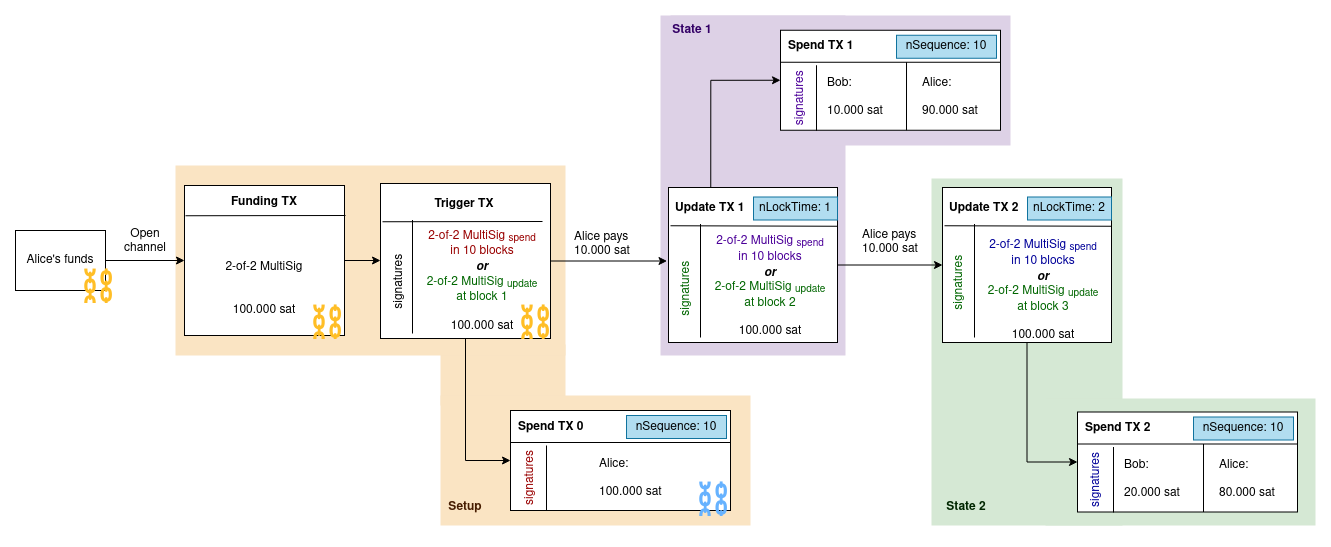 State 1
Spend TX 1
nSequence: 10
signatures
Bob:
10.000 sat
Alice:
90.000 sat
Alice's funds
Open
channel
Funding TX
2-of-2 MultiSig
100.000 sat
Trigger TX
signatures
2-of-2 MultiSig spend
in 10 blocks
or
2-of-2 MultiSig update
at block 1
100.000 sat
Alice pays
10.000 sat
Update TX 1
nLockTime: 1
signatures
2-of-2 MultiSig spend
in 10 blocks
or
2-of-2 MultiSig update
at block 2
100.000 sat
Alice pays
10.000 sat
Update TX 2
nLockTime: 2
signatures
2-of-2 MultiSig spend
in 10 blocks
or
2-of-2 MultiSig update
at block 3
100.000 sat
Setup
Spend TX 0
nSequence: 10
signatures
Alice:
100.000 sat
State 2
Spend TX 2
nSequence: 10
signatures
Bob:
20.000 sat
Alice:
80.000 sat